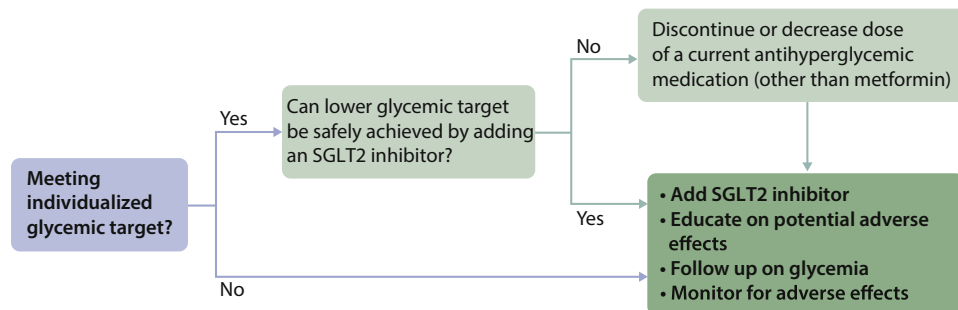 Meeting
individualized
glycemic target?
Yes
No
Can lower glycemic target
be safely achieved by adding
an SGLT2 inhibitor?
No
Yes
Discontinue or decrease dose
of a current antihyperglycemic
medication (other than metformin)
• Add SGLT2 inhibitor
• Educate on potential adverse
effects
• Follow up on glycemia
• Monitor for adverse effects